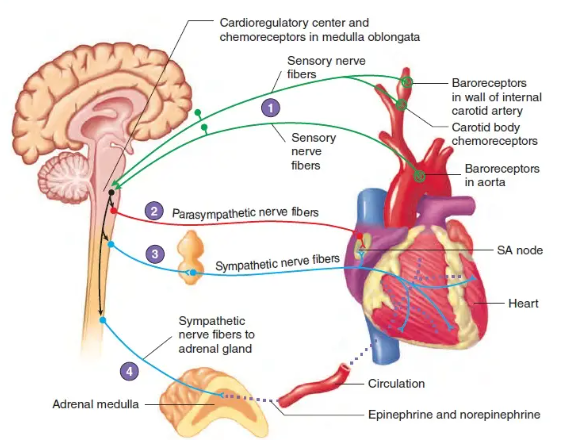 Cardioregulatory center and
chemoreceptors in medulla oblongata
Sensory nerve
fibers
1
Baroreceptors
in wall of internal
carotid artery
Carotid body
chemoreceptors
Sensory
nerve
fibers
Baroreceptors
in aorta
2
Parasympathetic nerve fibers
3
Sympathetic nerve fibers
SA node
Heart
Sympathetic
nerve fibers to
adrenal gland
4
Circulation
Adrenal medulla
Epinephrine and norepinephrine